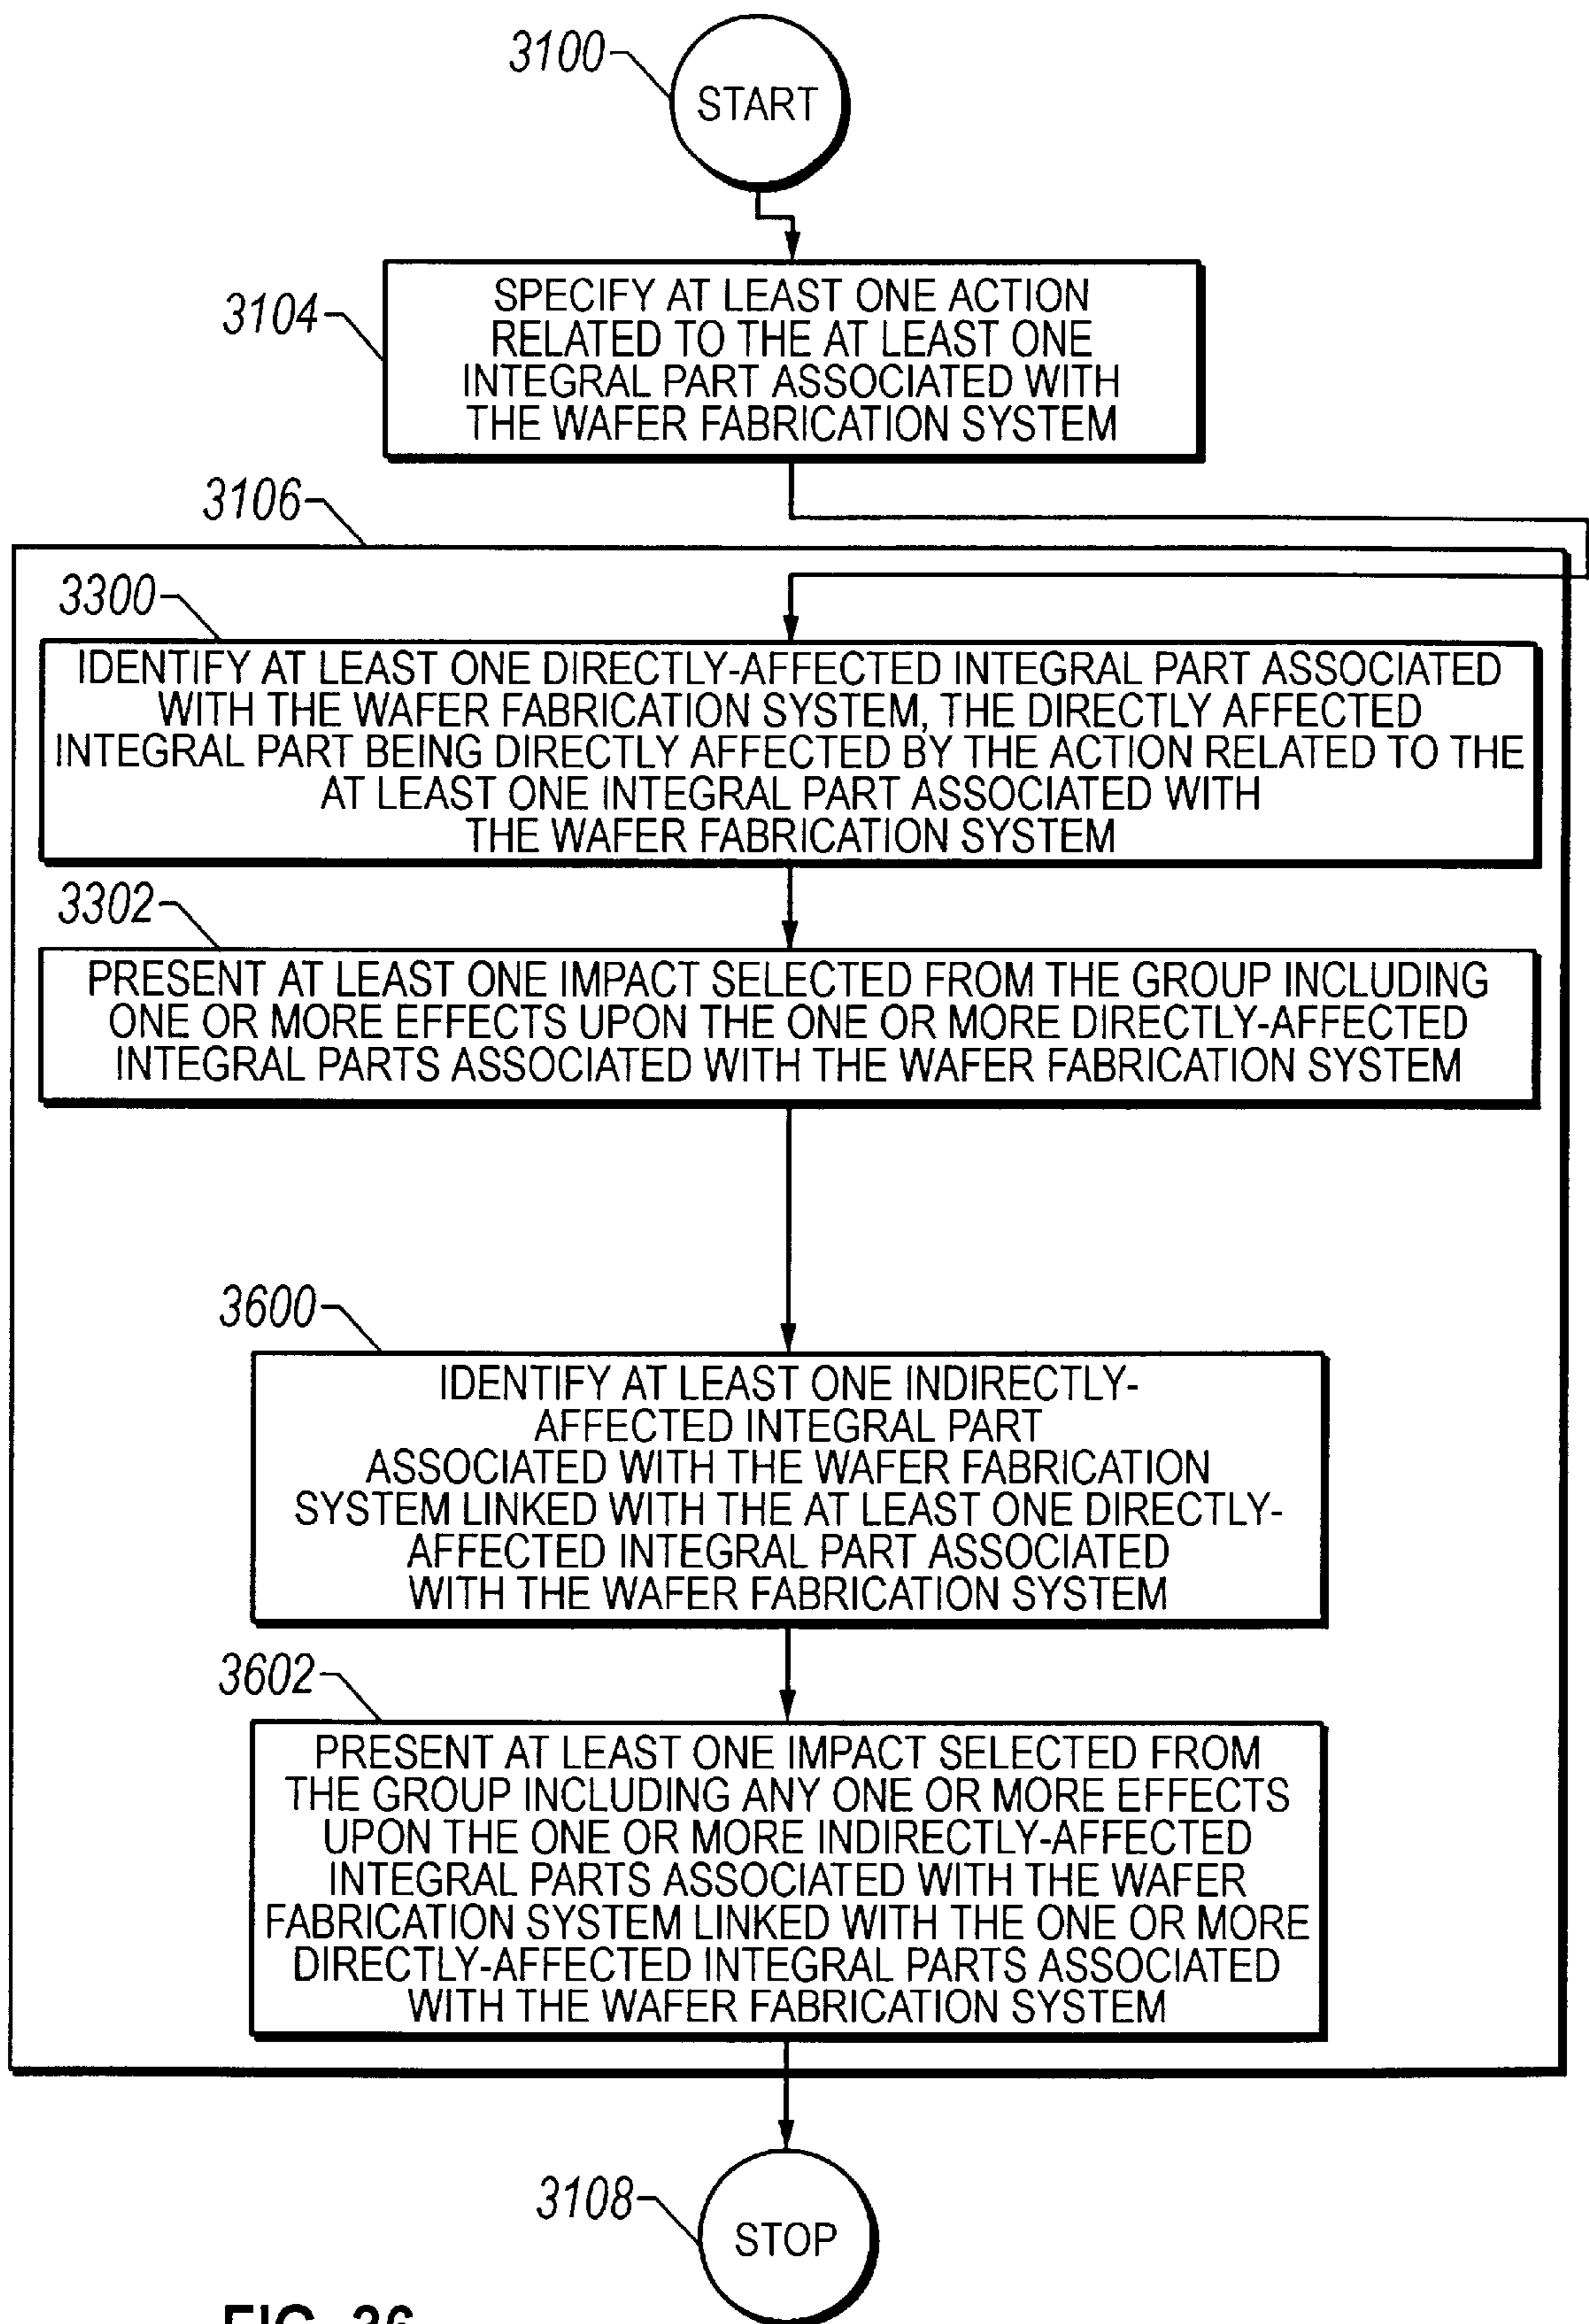 3100
START
3104
SPECIFY AT LEAST ONE ACTION
RELATED TO THE AT LEAST ONE
INTEGRAL PART ASSOCIATED WITH
THE WAFER FABRICATION SYSTEM
3106
3300
IDENTIFY AT LEAST ONE DIRECTLY-AFFECTED INTEGRAL PART ASSOCIATED
WITH THE WAFER FABRICATION SYSTEM, THE DIRECTLY AFFECTED
INTEGRAL PART BEING DIRECTLY AFFECTED BY THE ACTION RELATED TO THE
AT LEAST ONE INTEGRAL PART ASSOCIATED WITH
THE WAFER FABRICATION SYSTEM
3302
PRESENT AT LEAST ONE IMPACT SELECTED FROM THE GROUP INCLUDING
ONE OR MORE EFFECTS UPON THE ONE OR MORE DIRECTLY-AFFECTED
INTEGRAL PARTS ASSOCIATED WITH THE WAFER FABRICATION SYSTEM
3600
IDENTIFY AT LEAST ONE INDIRECTLY-
AFFECTED INTEGRAL PART
ASSOCIATED WITH THE WAFER FABRICATION
SYSTEM LINKED WITH THE AT LEAST ONE DIRECTLY-
AFFECTED INTEGRAL PART ASSOCIATED
WITH THE WAFER FABRICATION SYSTEM
3602
PRESENT AT LEAST ONE IMPACT SELECTED FROM
THE GROUP INCLUDING ANY ONE OR MORE EFFECTS
UPON THE ONE OR MORE INDIRECTLY-AFFECTED
INTEGRAL PARTS ASSOCIATED WITH THE WAFER
FABRICATION SYSTEM LINKED WITH THE ONE OR MORE
DIRECTLY-AFFECTED INTEGRAL PARTS ASSOCIATED
WITH THE WAFER FABRICATION SYSTEM
3108
STOP
FIG. 36